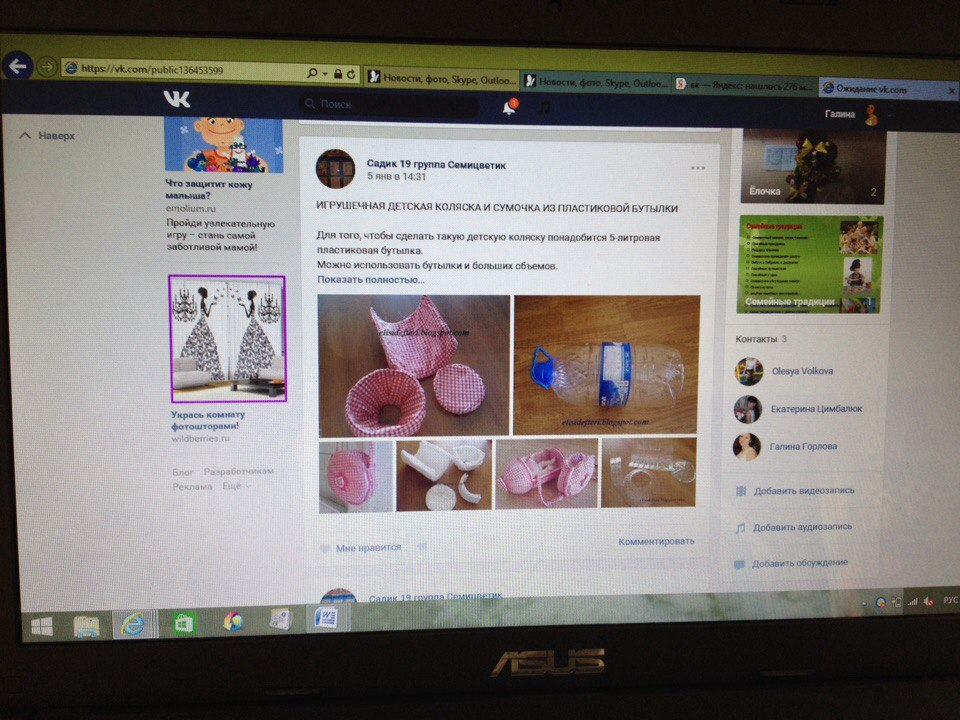 https://vk.com/public136453599
Новости, фото, Skype, Outloo...
Новости, фото, Skype, Outloo...
вк — Яндекс: нашлось 276 м...
Ожидание vk.com
Поиск
1
Галина
Наверх
Что защитит кожу
малыша?
emolium.ru
Пройди увлекательную
игру – стань самой
заботливой мамой!
Укрась комнату
фотошторами!
wildberries.ru
Блог Разработчикам
Реклама Ещё
Садик 19 группа Семицветик
5 янв в 14:31
ИГРУШЕЧНАЯ ДЕТСКАЯ КОЛЯСКА И СУМОЧКА ИЗ ПЛАСТИКОВОЙ БУТЫЛКИ
Для того, чтобы сделать такую детскую коляску понадобится 5-литровая
пластиковая бутылка.
Можно использовать бутылки и больших объемов.
Показать полностью...
elisdefteri.blogspot.com
elisdefteri.blogspot.com
Мне нравится
Комментировать
Садик 19 группа Семицветик
Ёлочка
2
Семейные традиции
Семейные традиции
1
Контакты 3
Olesya Volkova
Екатерина Цимбалюк
Галина Горлова
Добавить видеозапись
Добавить аудиозапись
Добавить обсуждение
РУС
ASUS